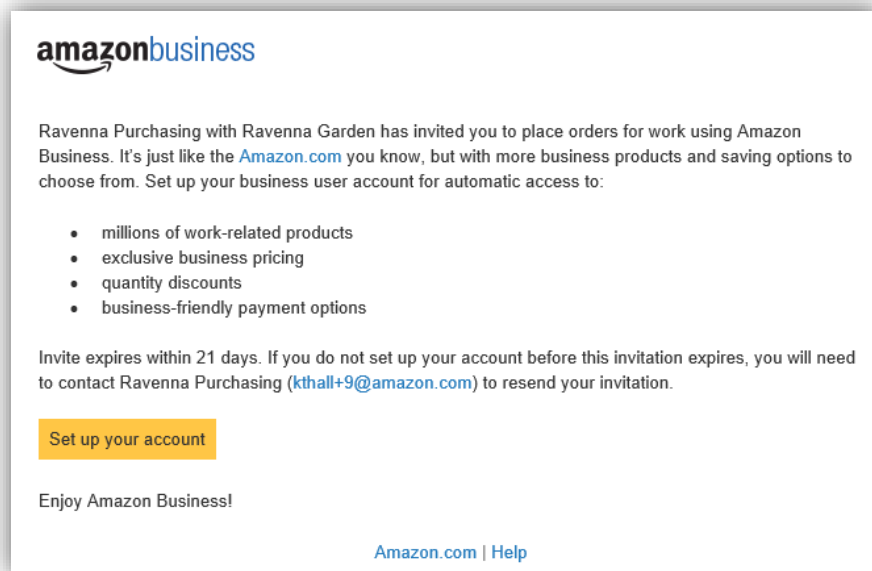 amazonbusiness
Ravenna Purchasing with Ravenna Garden has invited you to place orders for work using Amazon
Business. It's just like the Amazon.com you know, but with more business products and saving options to
choose from. Set up your business user account for automatic access to:
• millions of work-related products
• exclusive business pricing
• quantity discounts
• business-friendly payment options
Invite expires within 21 days. If you do not set up your account before this invitation expires, you will need
to contact Ravenna Purchasing (kthall+9@amazon.com) to resend your invitation.
Set up your account
Enjoy Amazon Business!
Amazon.com | Help